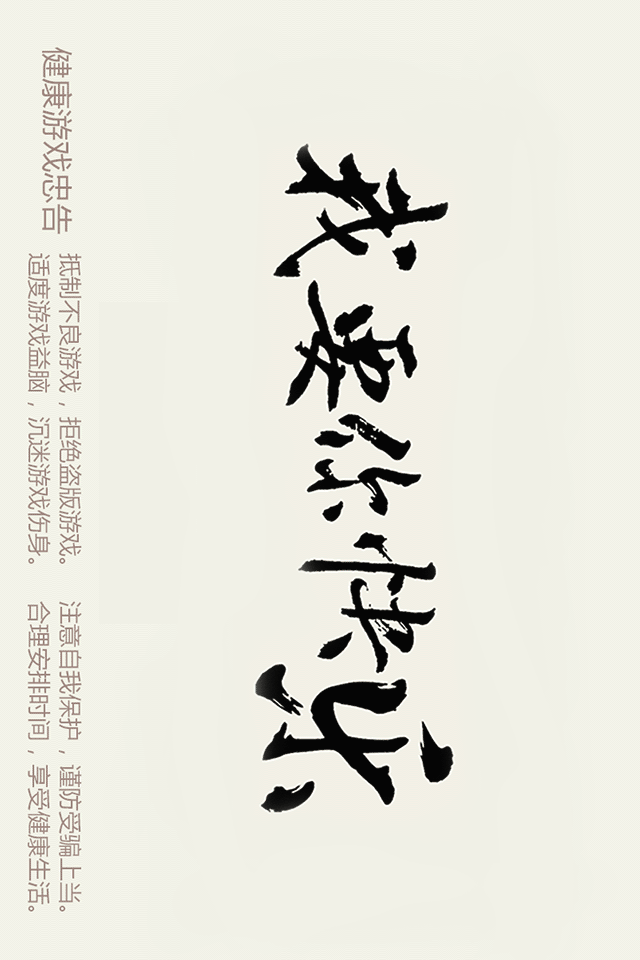 我要你快乐
健康游戏忠告
抵制不良游戏，拒绝盗版游戏。 注意自我保护，谨防受骗上当。
适度游戏益脑，沉迷游戏伤身。 合理安排时间，享受健康生活。